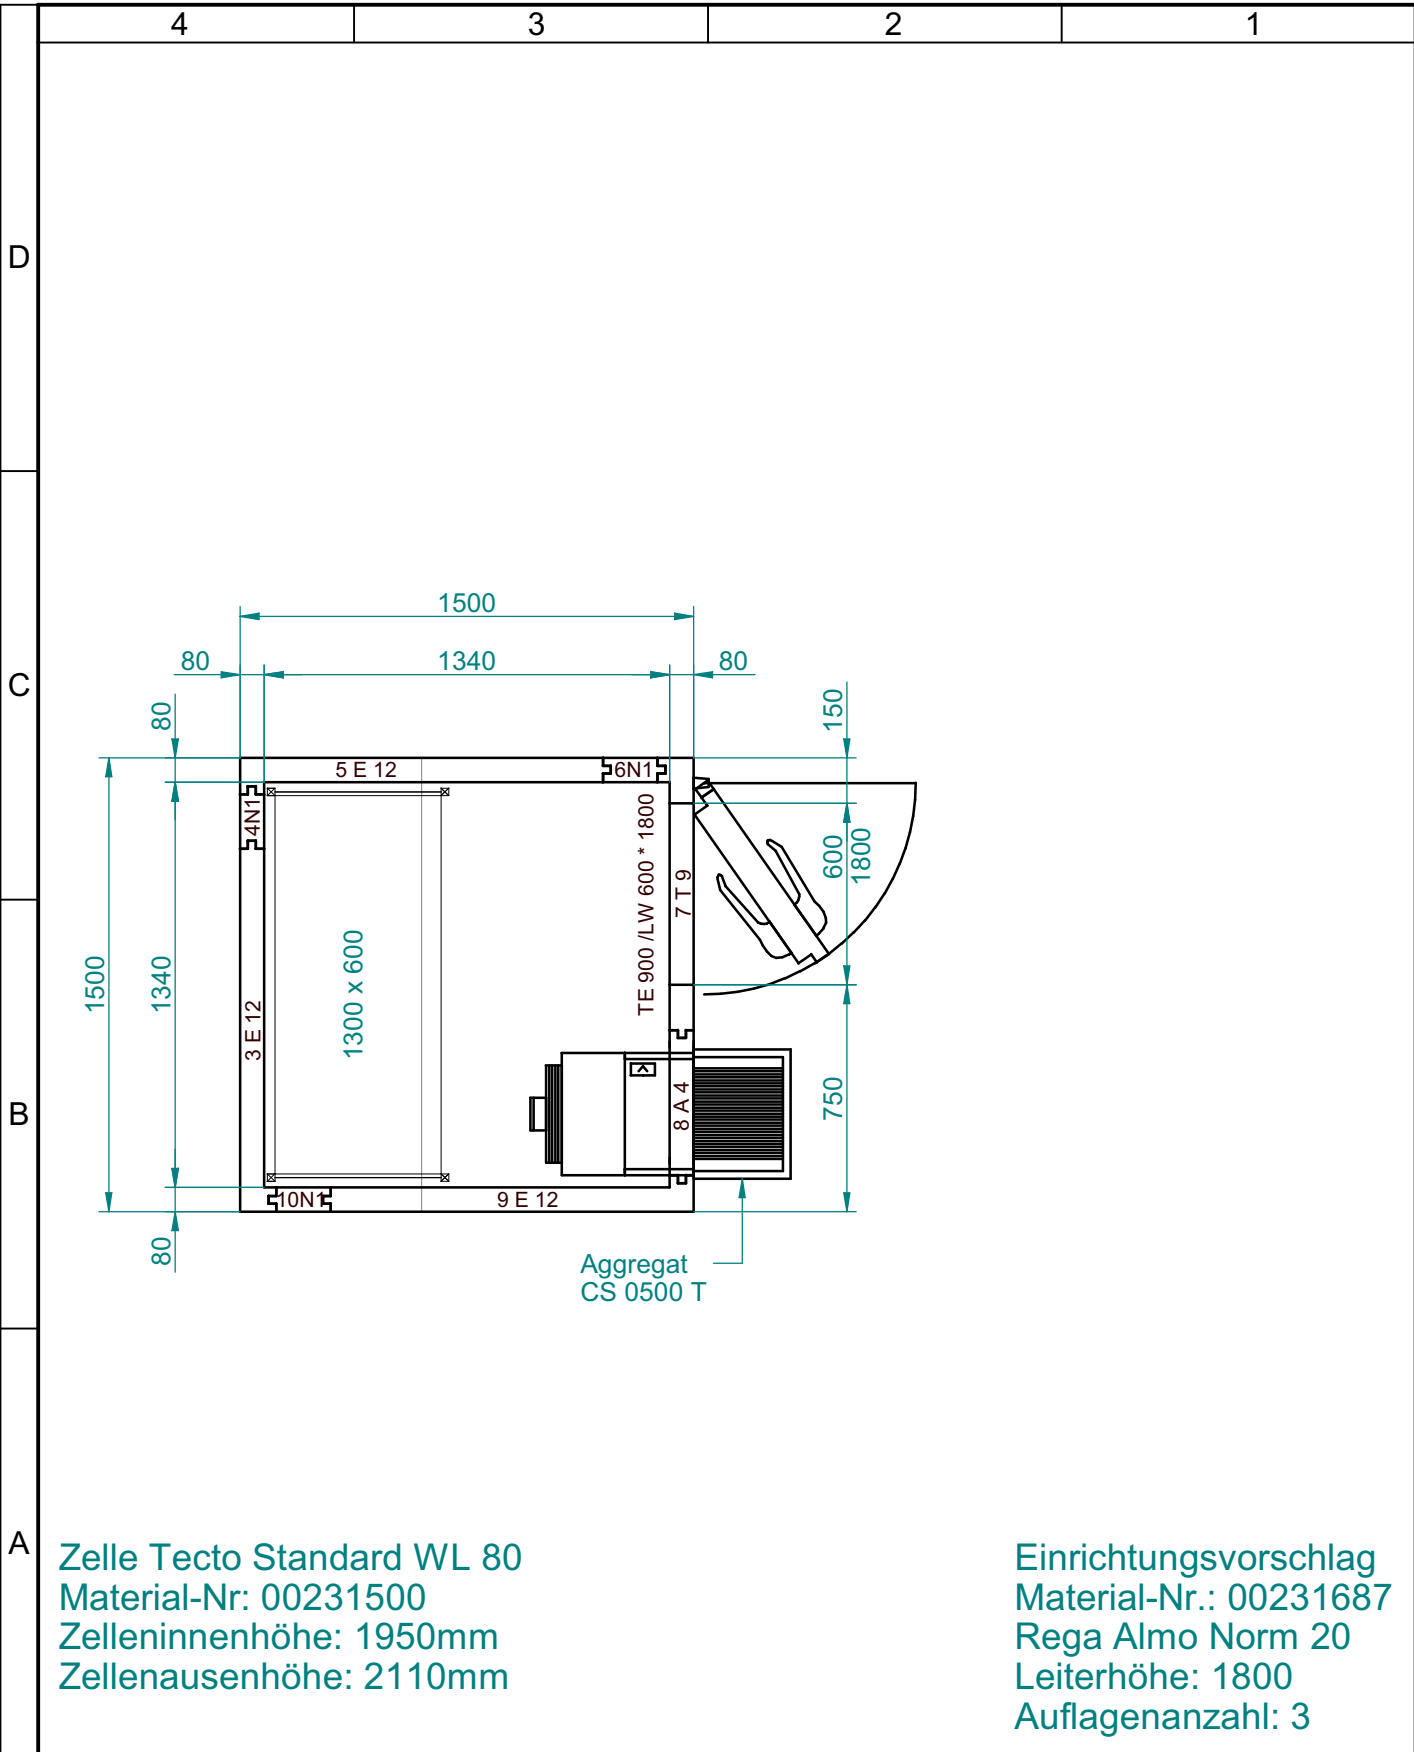 4 3 2 1
D
C
B
A
1500
80 1340 80
80
150
5 E 12
6N1
4N1
TE 900 /LW 600 * 1800
7 T 9
600
1800
1500
1340
1300 x 600
3 E 12
8 A 4
750
10N1
9 E 12
80
Aggregat
CS 0500 T
Zelle Tecto Standard WL 80
Material-Nr: 00231500
Zelleninnenhöhe: 1950mm
Zellenausenhöhe: 2110mm
Einrichtungsvorschlag
Material-Nr.: 00231687
Rega Almo Norm 20
Leiterhöhe: 1800
Auflagenanzahl: 3